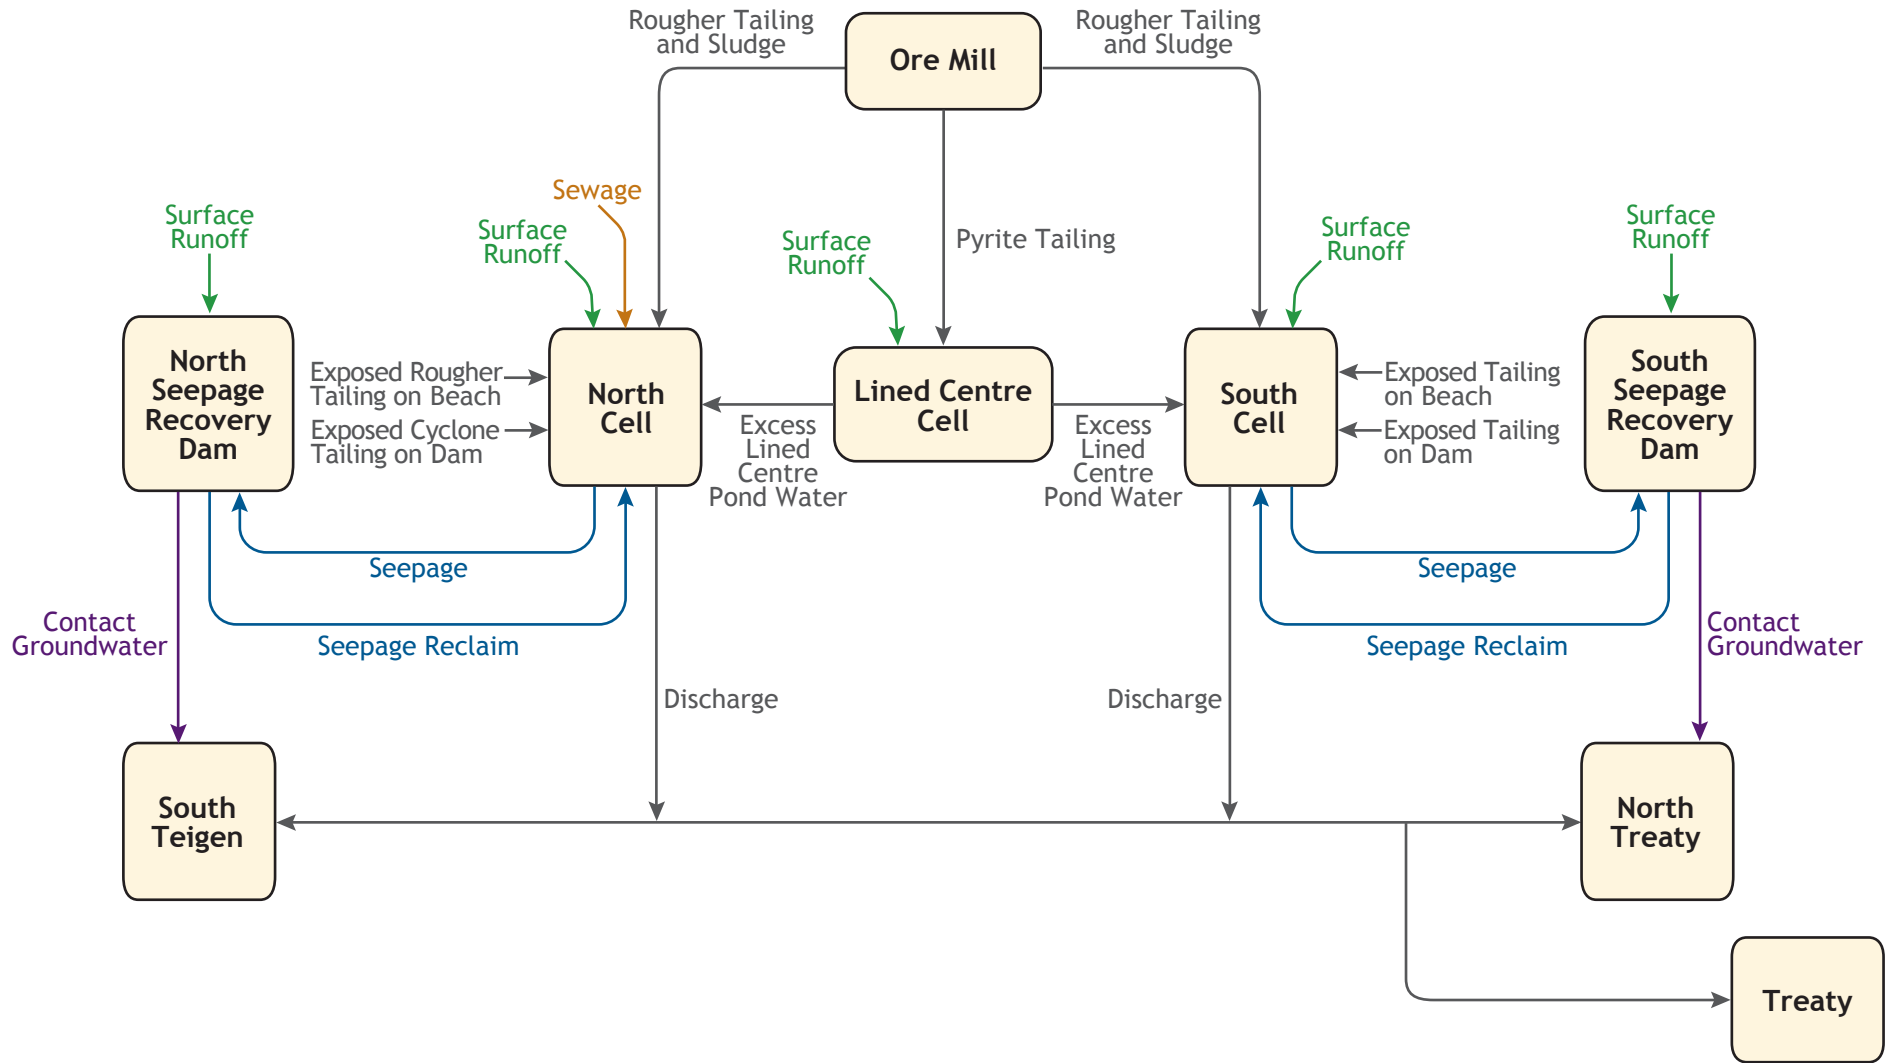 Rougher Tailing
and Sludge
Ore Mill
Rougher Tailing
and Sludge
Sewage
Surface
Runoff
Surface
Runoff
Surface
Runoff
Pyrite Tailing
Surface
Runoff
Surface
Runoff
North
Seepage
Recovery
Dam
Exposed Rougher
Tailing on Beach
Exposed Cyclone
Tailing on Dam
North
Cell
Lined Centre
Cell
South
Cell
Exposed Tailing
on Beach
Exposed Tailing
on Dam
South
Seepage
Recovery
Dam
Excess
Lined
Centre
Pond Water
Excess
Lined
Centre
Pond Water
Seepage
Seepage
Contact
Groundwater
Seepage Reclaim
Seepage Reclaim
Contact
Groundwater
Discharge
Discharge
South
Teigen
North
Treaty
Treaty